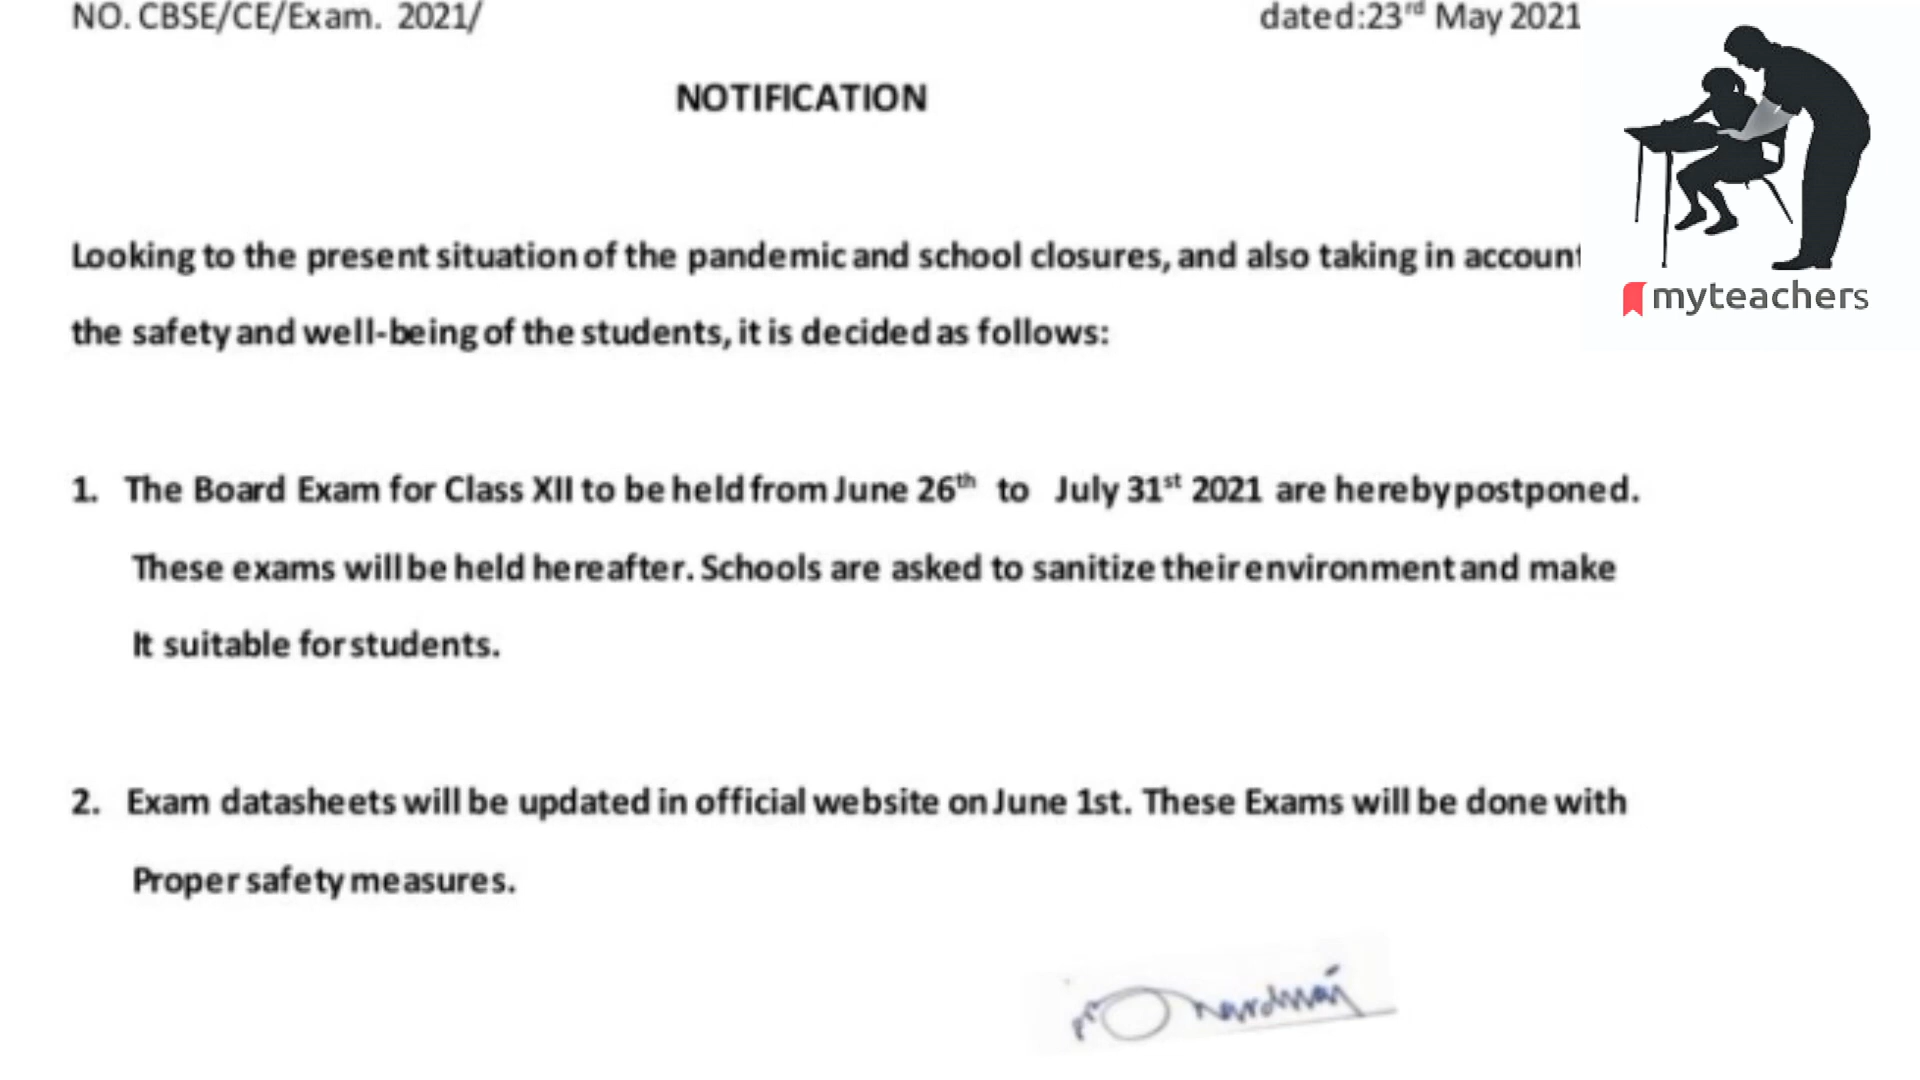 NO. CBSE/CE/Exam. 2021/ dated:23rd May 2021
NOTIFICATION
myteachers
Looking to the present situation of the pandemic and school closures, and also taking in account
the safety and well-being of the students, it is decided as follows:
1. The Board Exam for Class XII to be held from June 26th to July 31st 2021 are hereby postponed.
These exams will be held hereafter. Schools are asked to sanitize their environment and make
It suitable for students.
2. Exam datasheets will be updated in official website on June 1st. These Exams will be done with
Proper safety measures.